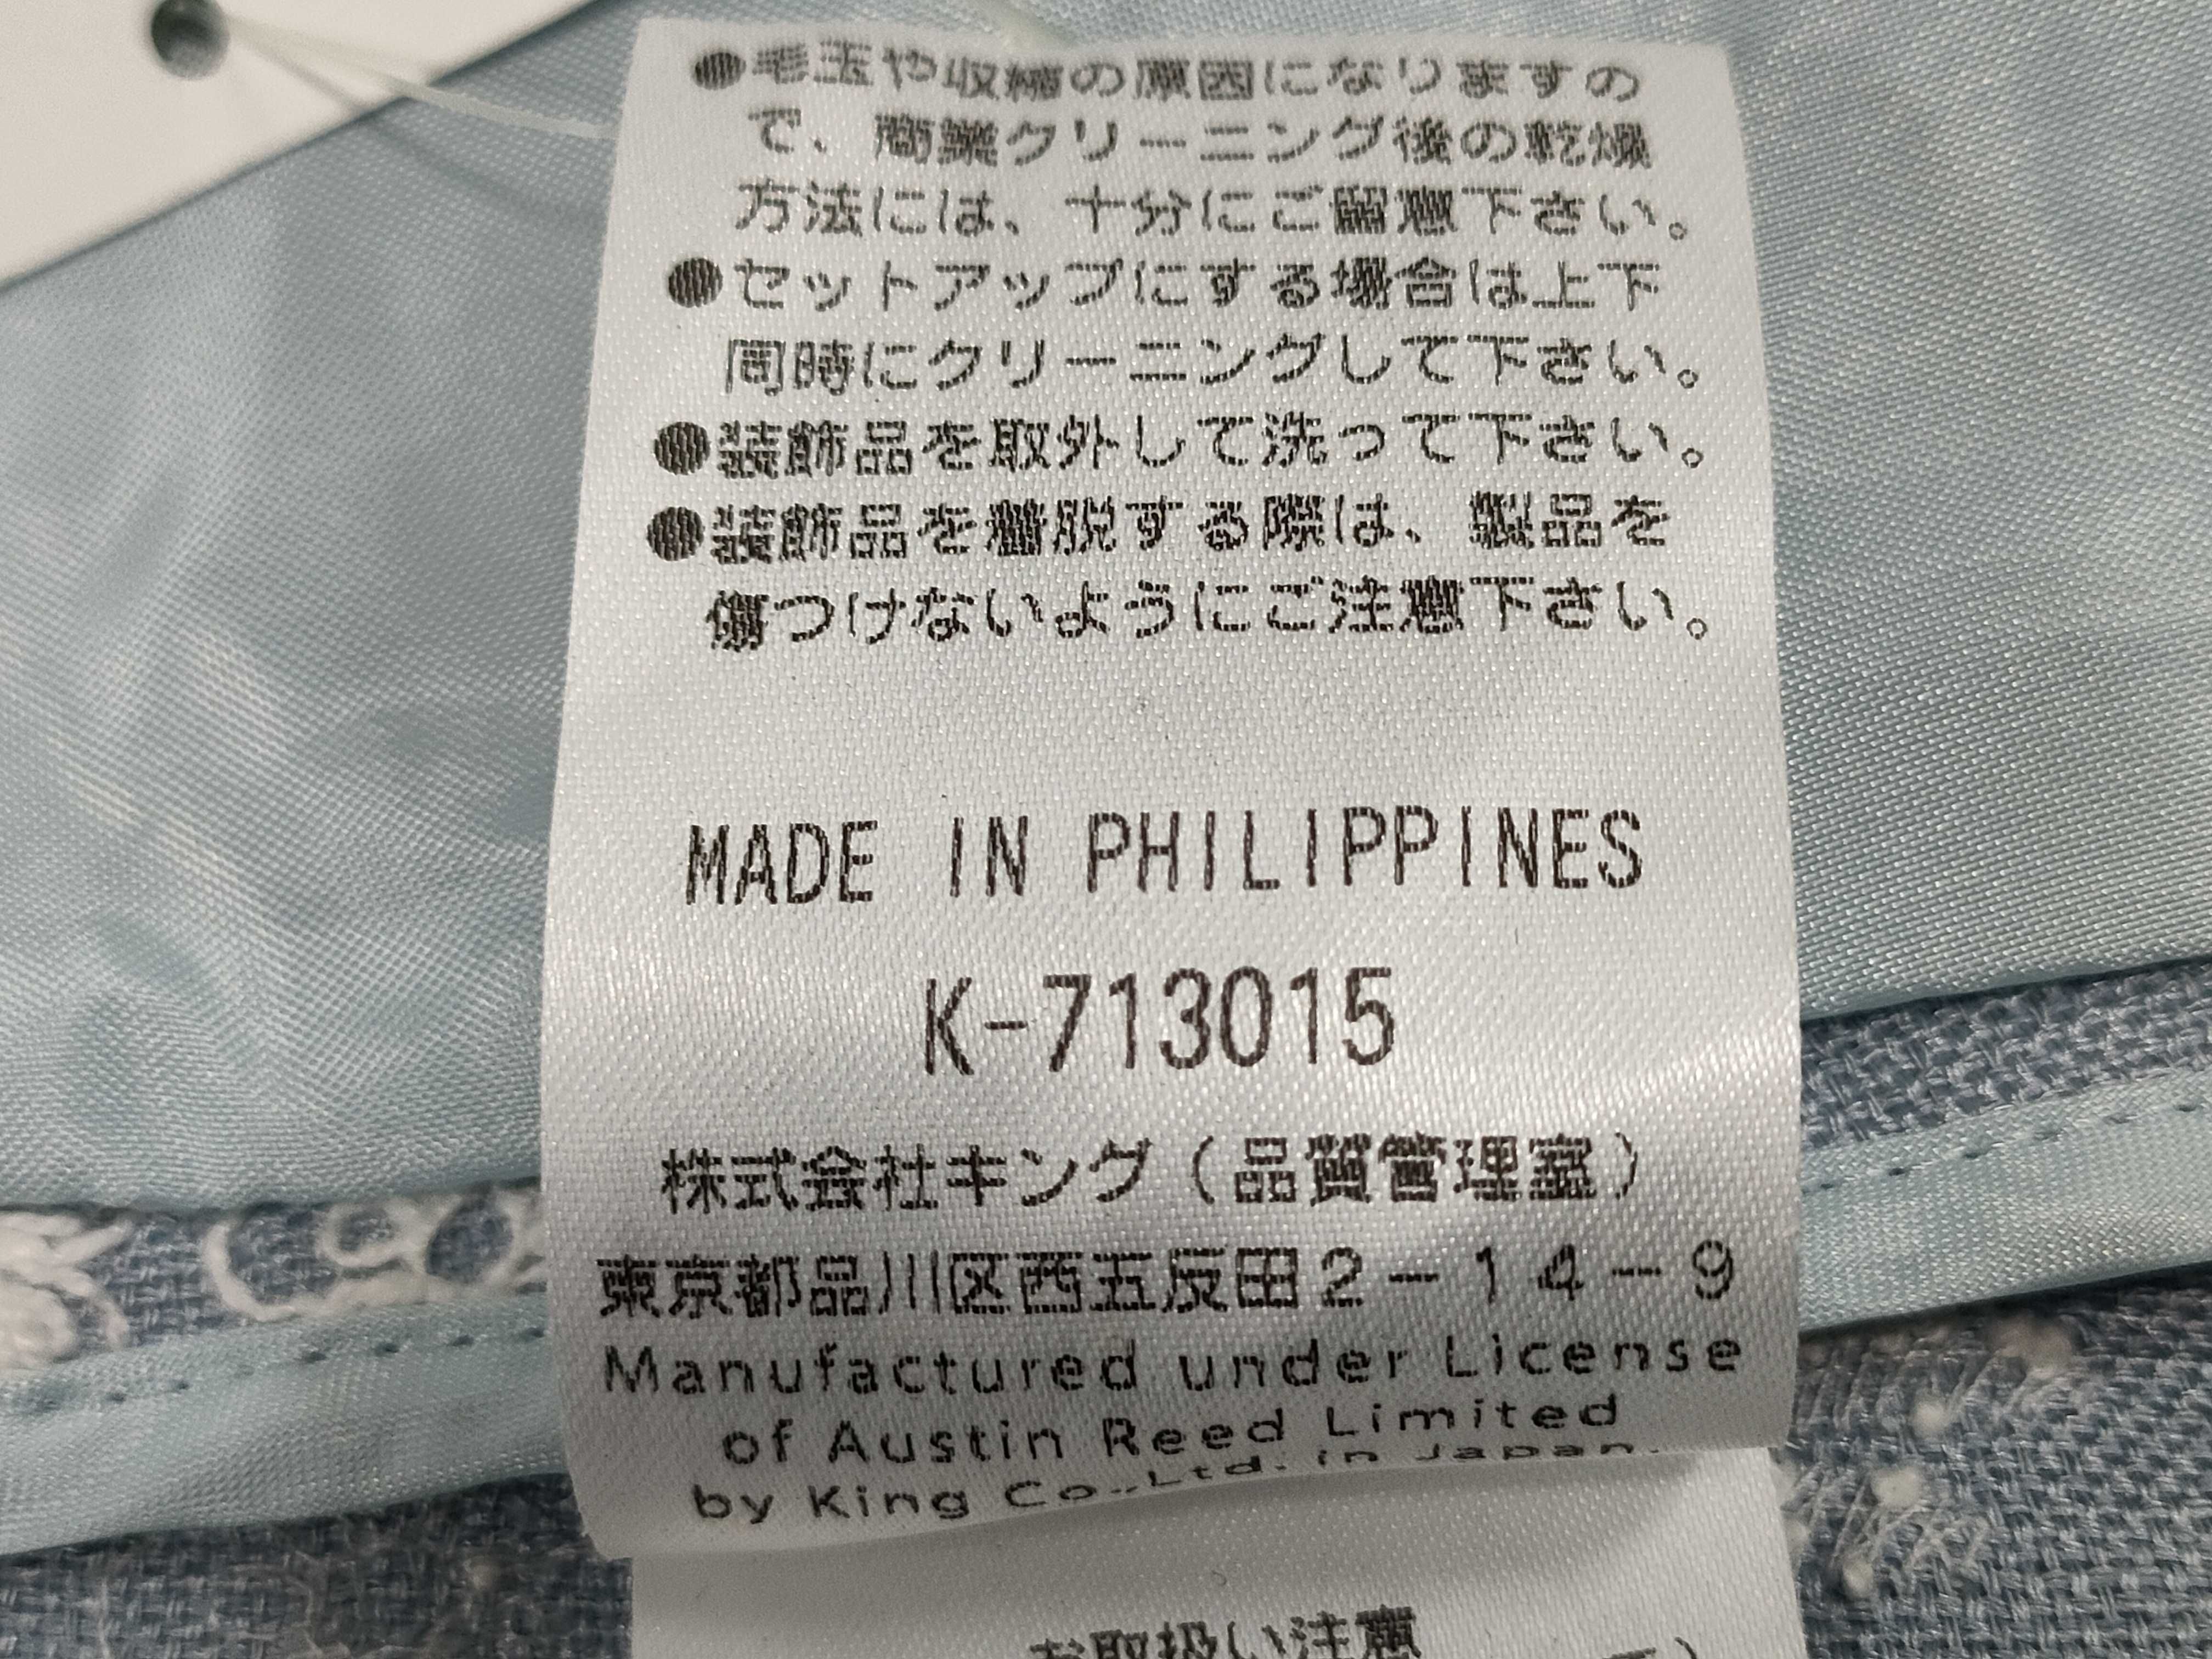 ●毛玉や収縮の原因になりますの
で、商業クリーニング後の乾燥
方法には、十分にご留意下さい。
●セットアップにする場合は上下
同時にクリーニングして下さい。
●装飾品を取外して洗って下さい。
●装飾品を着脱する際は、製品を
傷つけないようにご注意下さい。
MADE IN PHILIPPINES
K-713015
株式会社キング（品質管理室）
東京都品川区西五反田2-14-9
Manufactured under License
of Austin Reed Limited
by King Co.,Ltd. in Japan.
お取扱い注意